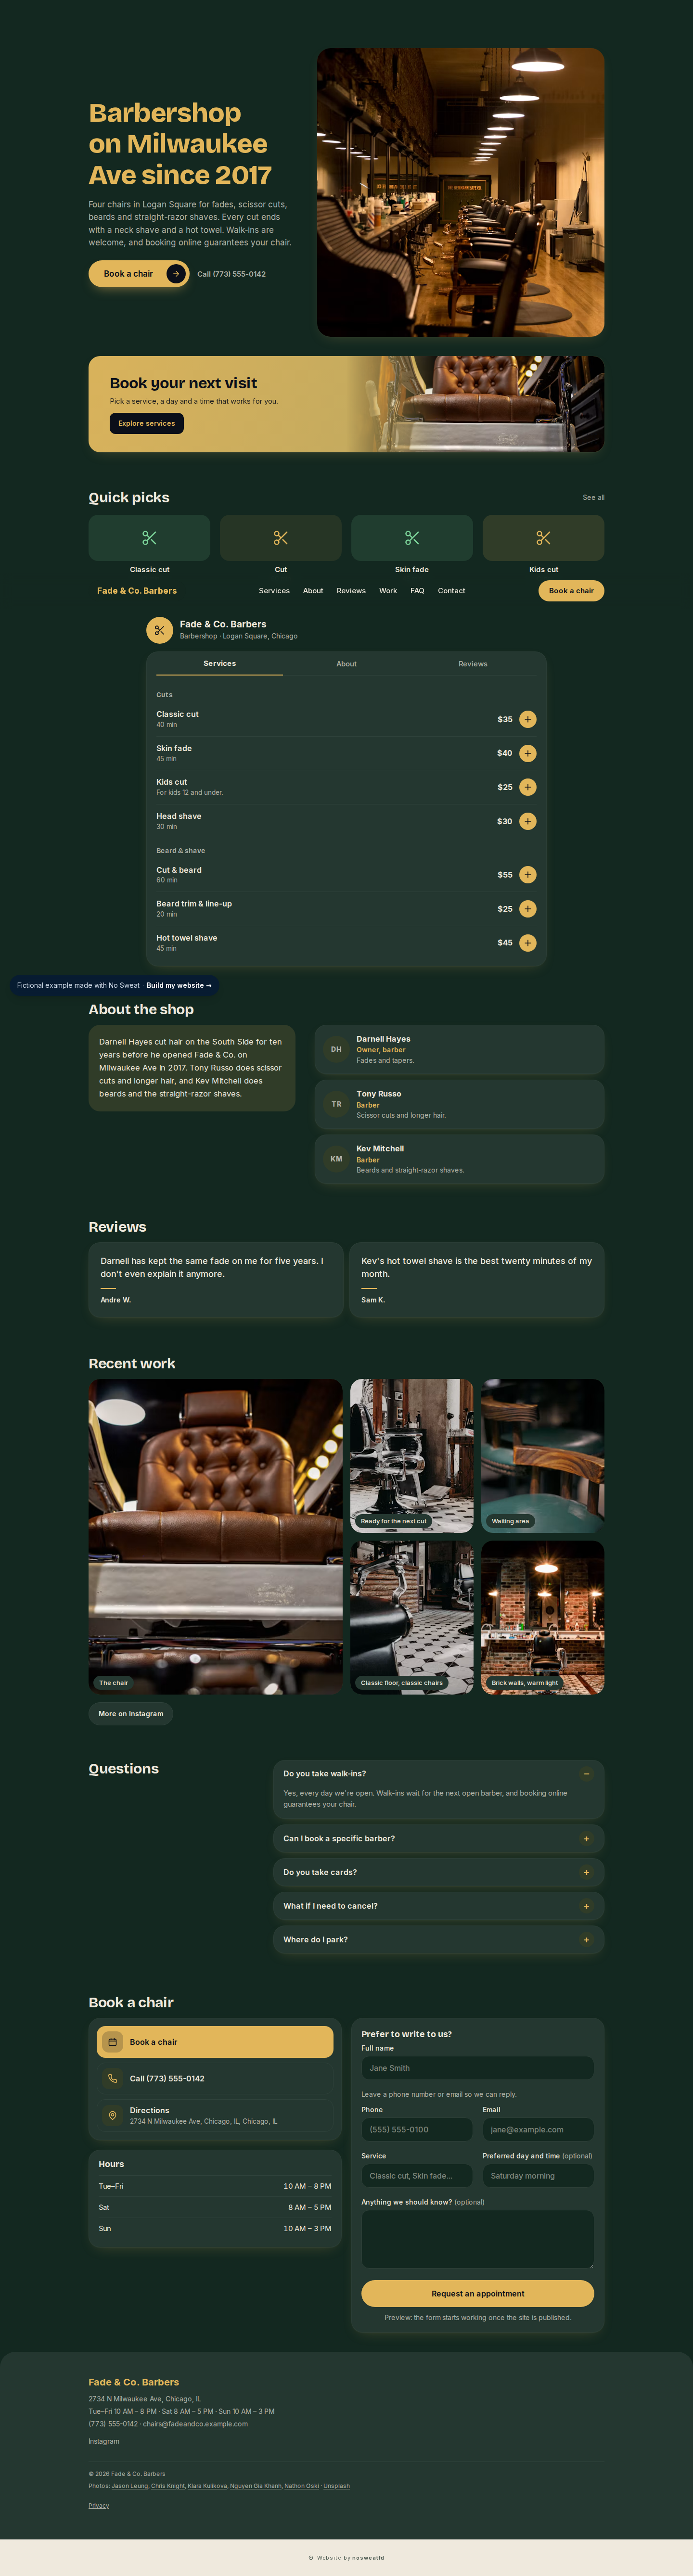 Barbershop
on Milwaukee
Ave since 2017
Four chairs in Logan Square for fades, scissor cuts,
beards and straight-razor shaves. Every cut ends
with a neck shave and a hot towel. Walk-ins are
welcome, and booking online guarantees your chair.
Book a chair
Call (773) 555-0142
Book your next visit
Pick a service, a day and a time that works for you.
Explore services
Quick picks
See all
Classic cut
Cut
Skin fade
Kids cut
Fade & Co. Barbers
Services
About
Reviews
Work
FAQ
Contact
Book a chair
Fade & Co. Barbers
Barbershop · Logan Square, Chicago
Services
About
Reviews
Cuts
Classic cut
40 min
$35
Skin fade
45 min
$40
Kids cut
For kids 12 and under.
$25
Head shave
30 min
$30
Beard & shave
Cut & beard
60 min
$55
Beard trim & line-up
20 min
$25
Hot towel shave
45 min
$45
Fictional example made with No Sweat · Build my website →
About the shop
Darnell Hayes cut hair on the South Side for ten
years before he opened Fade & Co. on
Milwaukee Ave in 2017. Tony Russo does scissor
cuts and longer hair, and Kev Mitchell does
beards and the straight-razor shaves.
DH
Darnell Hayes
Owner, barber
Fades and tapers.
TR
Tony Russo
Barber
Scissor cuts and longer hair.
KM
Kev Mitchell
Barber
Beards and straight-razor shaves.
Reviews
Darnell has kept the same fade on me for five years. I
don't even explain it anymore.
Andre W.
Kev's hot towel shave is the best twenty minutes of my
month.
Sam K.
Recent work
The chair
Ready for the next cut
Waiting area
Classic floor, classic chairs
Brick walls, warm light
More on Instagram
Questions
Do you take walk-ins?
Yes, every day we're open. Walk-ins wait for the next open barber, and booking online
guarantees your chair.
Can I book a specific barber?
Do you take cards?
What if I need to cancel?
Where do I park?
Book a chair
Book a chair
Call (773) 555-0142
Directions
2734 N Milwaukee Ave, Chicago, IL, Chicago, IL
Hours
Tue–Fri
10 AM – 8 PM
Sat
8 AM – 5 PM
Sun
10 AM – 3 PM
Prefer to write to us?
Full name
Jane Smith
Leave a phone number or email so we can reply.
Phone
Email
(555) 555-0100
jane@example.com
Service
Preferred day and time (optional)
Classic cut, Skin fade...
Saturday morning
Anything we should know? (optional)
Request an appointment
Preview: the form starts working once the site is published.
Fade & Co. Barbers
2734 N Milwaukee Ave, Chicago, IL
Tue–Fri 10 AM – 8 PM · Sat 8 AM – 5 PM · Sun 10 AM – 3 PM
(773) 555-0142 · chairs@fadeandco.example.com
Instagram
© 2026 Fade & Co. Barbers
Photos: Jason Leung, Chris Knight, Klara Kulikova, Nguyen Gia Khanh, Nathon Oski · Unsplash
Privacy
Website by nosweatfd